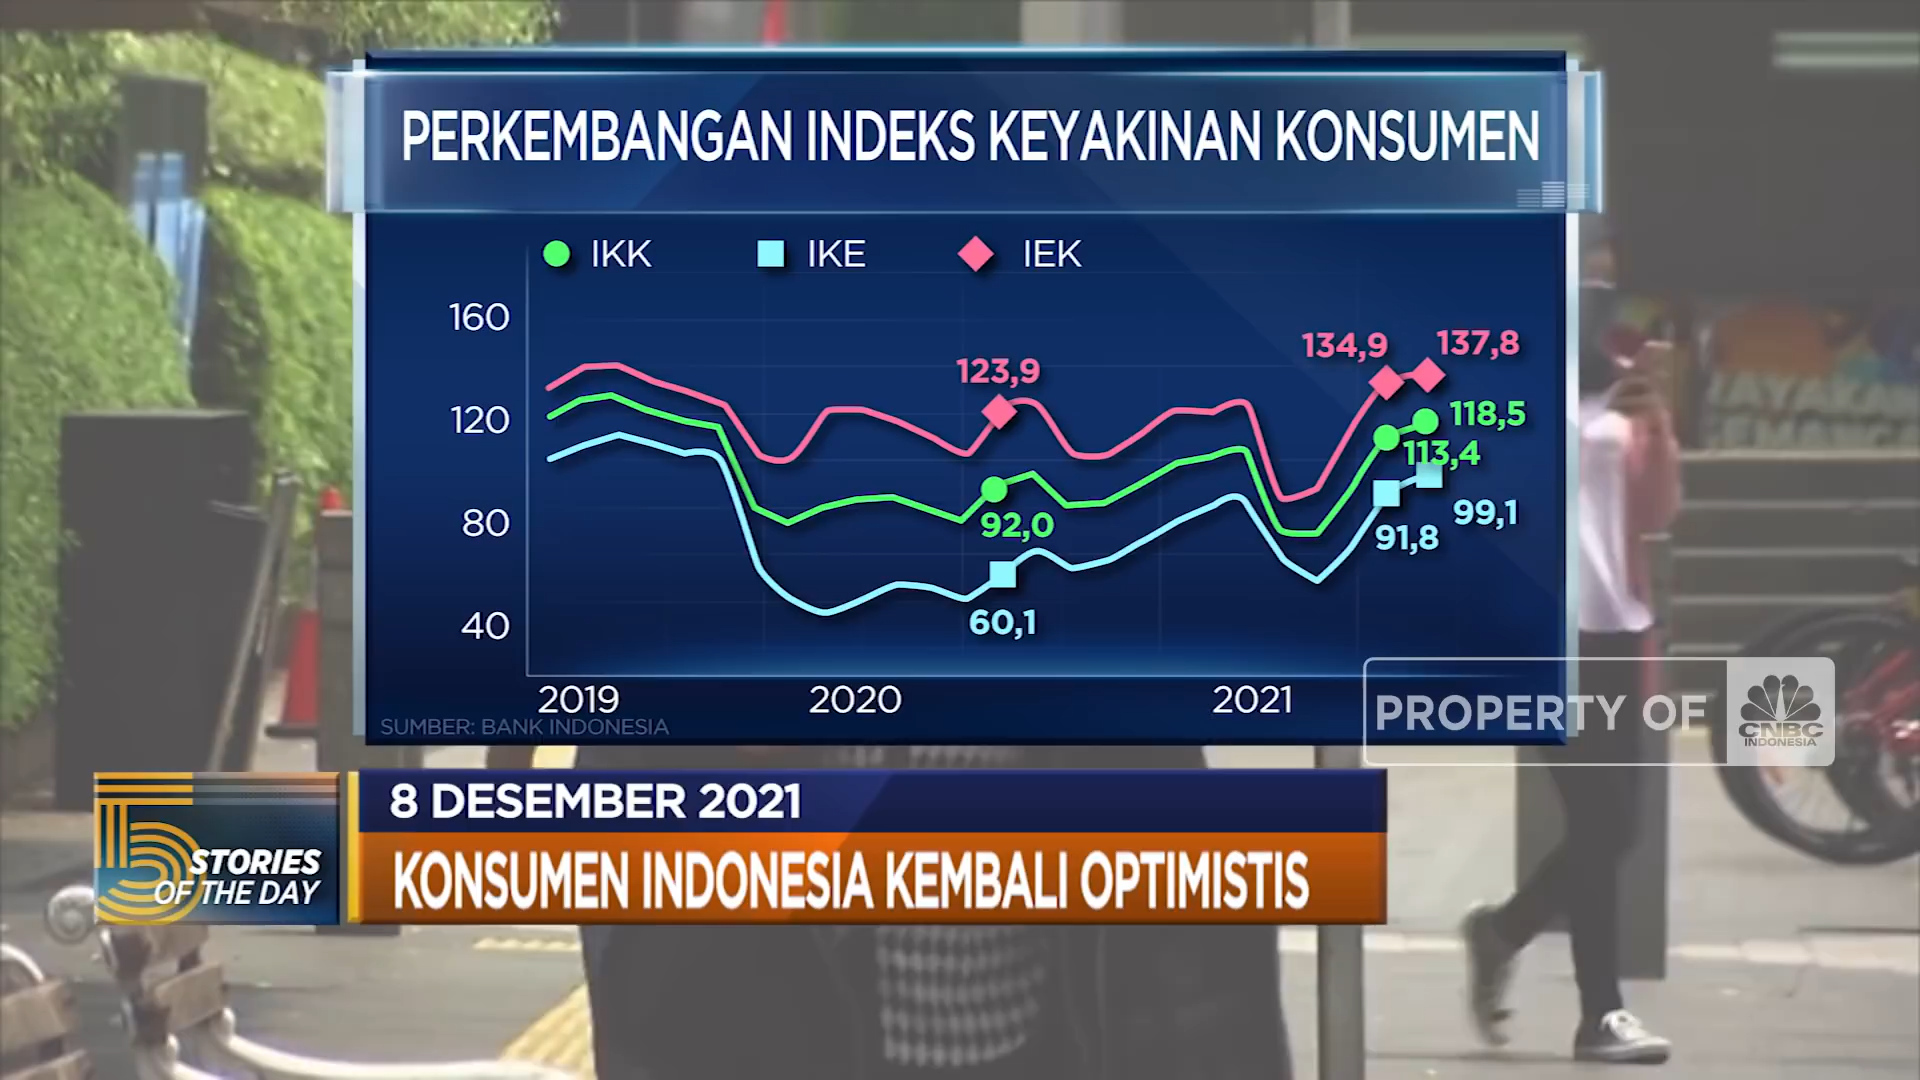 PERKEMBANGAN INDEKS KEYAKINAN KONSUMEN
IKK IKE IEK
160
120
80
40
123,9
134,9
137,8
118,5
113,4
92,0
99,1
91,8
60,1
2019 2020 2021
SUMBER: BANK INDONESIA
PROPERTY OF CNBC INDONESIA
8 DESEMBER 2021
5 STORIES OF THE DAY
KONSUMEN INDONESIA KEMBALI OPTIMISTIS